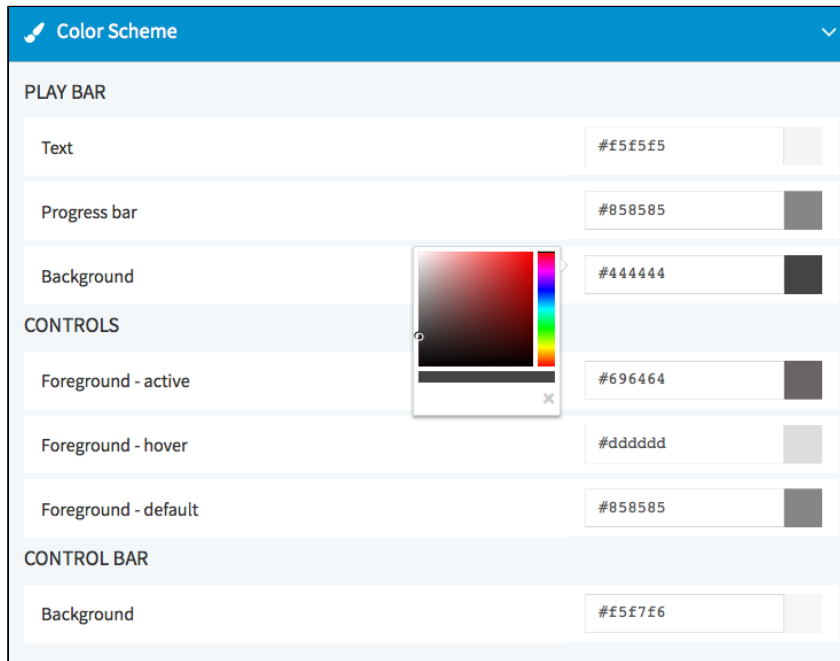 Color Scheme
PLAY BAR
Text #f5f5f5
Progress bar #858585
Background #444444
CONTROLS
Foreground - active #696464
Foreground - hover #dddddd
Foreground - default #858585
CONTROL BAR
Background #f5f7f6